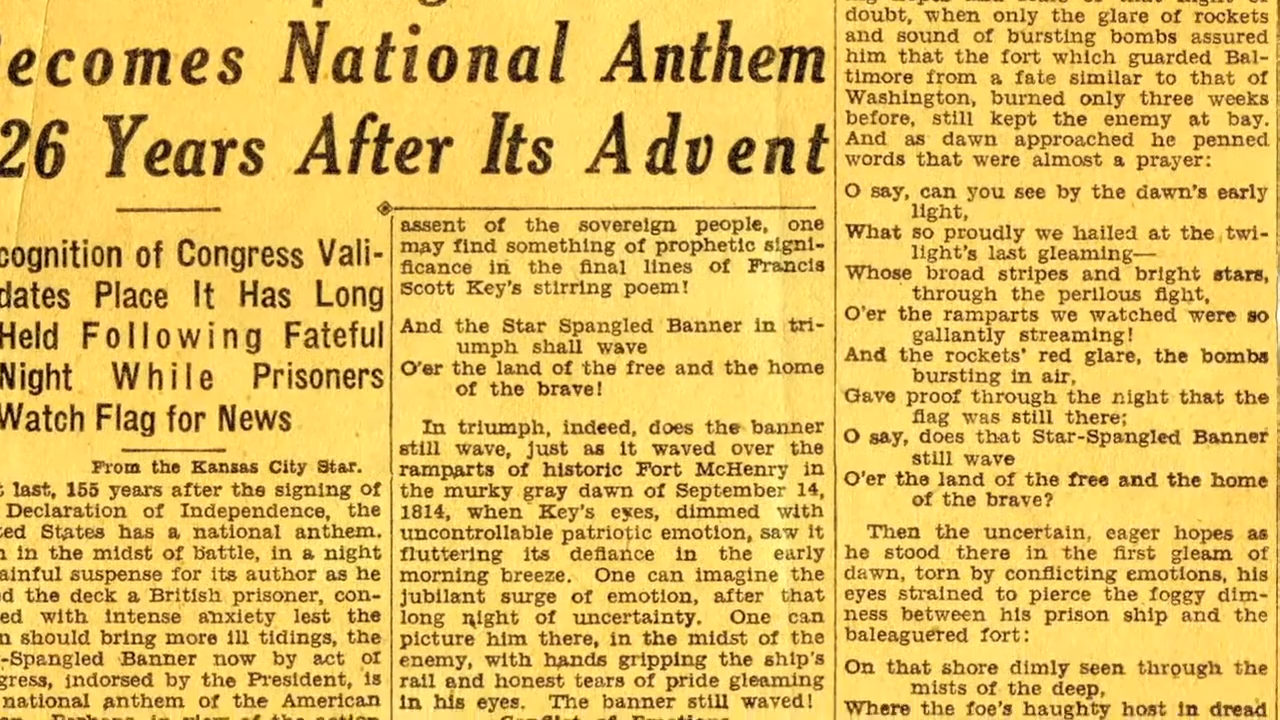 ecomes National Anthem
26 Years After Its Advent
cognition of Congress Vali-
dates Place It Has Long
Held Following Fateful
Night While Prisoners
Watch Flag for News
From the Kansas City Star.
t last, 155 years after the signing of
Declaration of Independence, the
ted States has a national anthem.
n in the midst of battle, in a night
ainful suspense for its author as he
d the deck a British prisoner, con-
ed with intense anxiety lest the
n should bring more ill tidings, the
-Spangled Banner now by act of
gress, indorsed by the President, is
national anthem of the American
assent of the sovereign people, one
may find something of prophetic signi-
ficance in the final lines of Francis
Scott Key's stirring poem!
And the Star Spangled Banner in tri-
umph shall wave
O'er the land of the free and the home
of the brave!
In triumph, indeed, does the banner
still wave, just as it waved over the
ramparts of historic Fort McHenry in
the murky gray dawn of September 14,
1814, when Key's eyes, dimmed with
uncontrollable patriotic emotion, saw it
fluttering its defiance in the early
morning breeze. One can imagine the
jubilant surge of emotion, after that
long night of uncertainty. One can
picture him there, in the midst of the
enemy, with hands gripping the ship's
rail and honest tears of pride gleaming
in his eyes. The banner still waved!
Conflict of Emotions
doubt, when only the glare of rockets
and sound of bursting bombs assured
him that the fort which guarded Bal-
timore from a fate similar to that of
Washington, burned only three weeks
before, still kept the enemy at bay.
And as dawn approached he penned
words that were almost a prayer:
O say, can you see by the dawn's early
light,
What so proudly we hailed at the twi-
light's last gleaming—
Whose broad stripes and bright stars,
through the perilous fight,
O'er the ramparts we watched were so
gallantly streaming!
And the rockets' red glare, the bombs
bursting in air,
Gave proof through the night that the
flag was still there;
O say, does that Star-Spangled Banner
still wave
O'er the land of the free and the home
of the brave?
Then the uncertain, eager hopes as
he stood there in the first gleam of
dawn, torn by conflicting emotions, his
eyes strained to pierce the foggy dim-
ness between his prison ship and the
baleaguered fort:
On that shore dimly seen through the
mists of the deep,
Where the foe's haughty host in dread